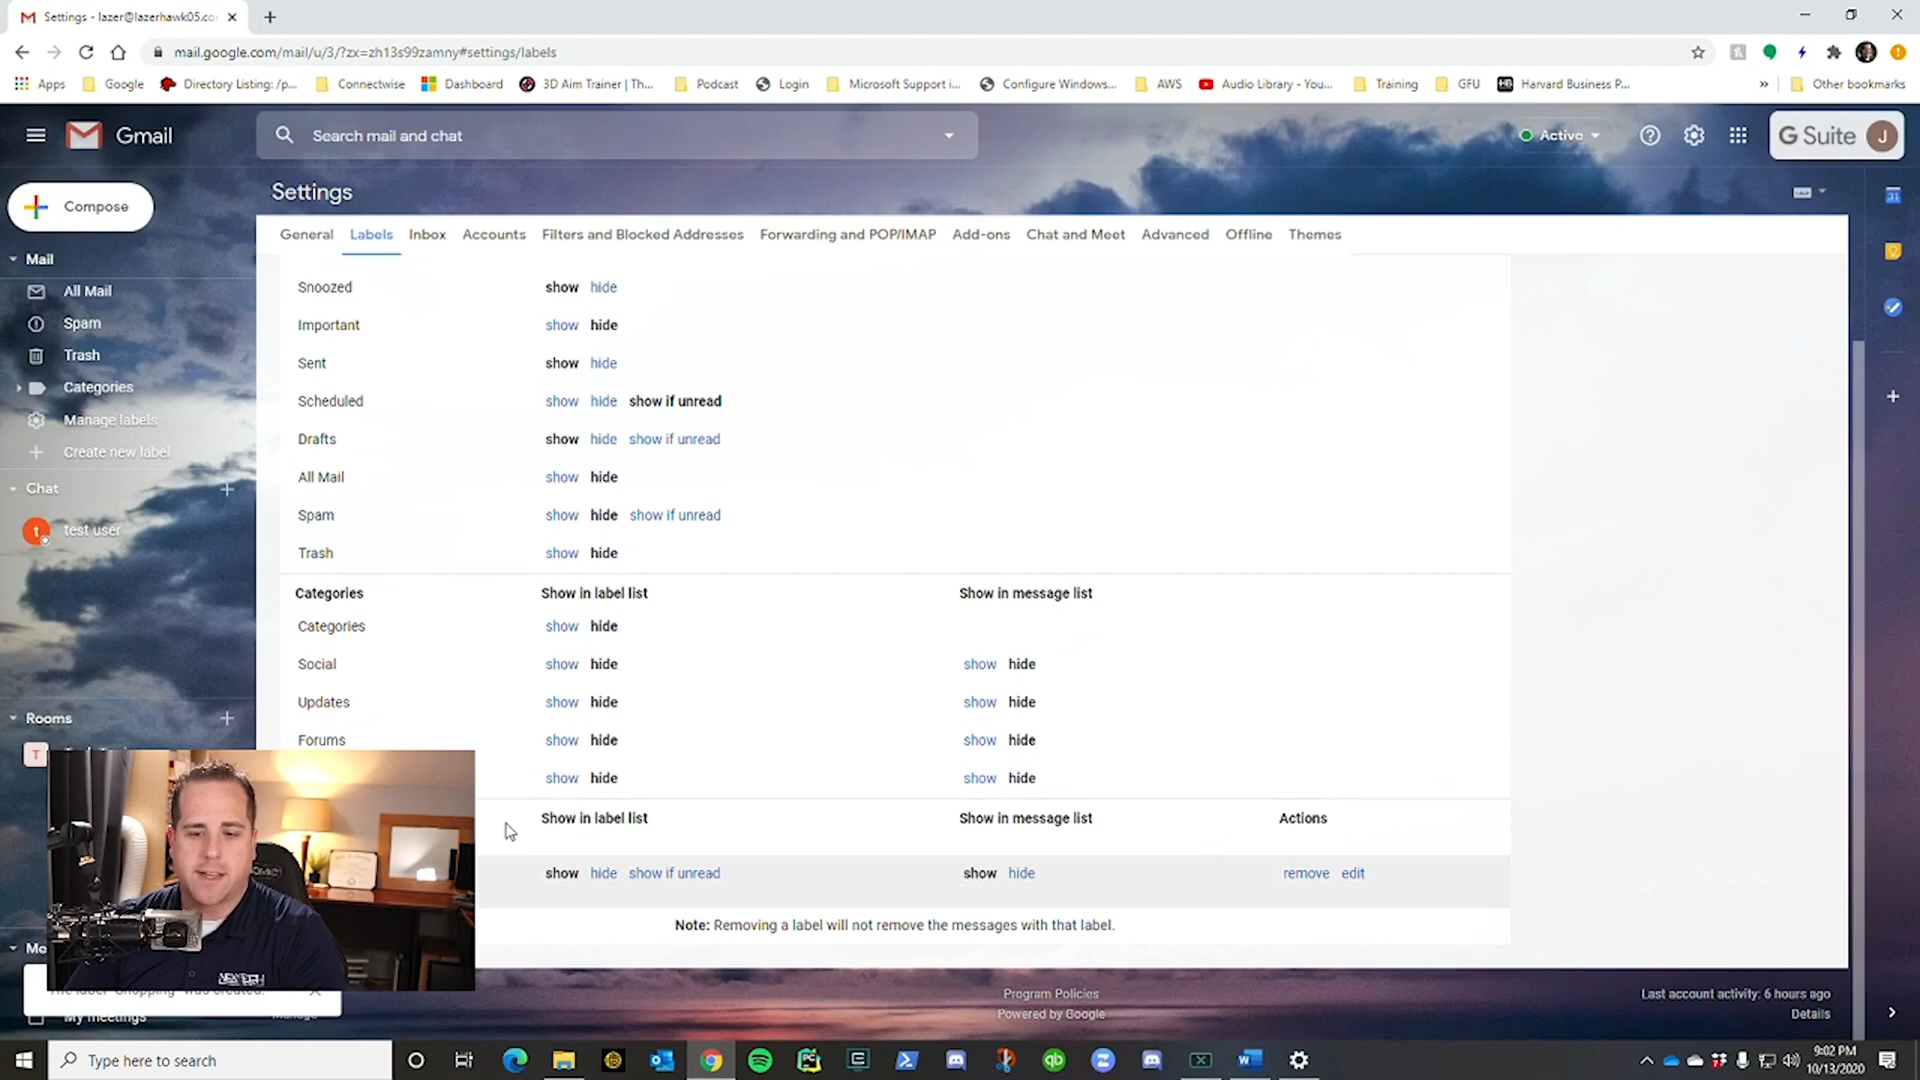 Settings - lazer@lazerhawk05.co
mail.google.com/mail/u/3/?zx=zh13s99zamny#settings/labels
Apps Google Directory Listing: /p... Connectwise Dashboard 3D Aim Trainer | Th... Podcast Login Microsoft Support i... Configure Windows... AWS Audio Library - You... Training GFU Harvard Business P... » Other bookmarks
Gmail Search mail and chat Active G Suite J
Settings
Compose
General Labels Inbox Accounts Filters and Blocked Addresses Forwarding and POP/IMAP Add-ons Chat and Meet Advanced Offline Themes
Mail
All Mail
Spam
Trash
Categories
Manage labels
Create new label
Chat
t test user
Rooms
T
Me
My meetings
Snoozed show hide
Important show hide
Sent show hide
Scheduled show hide show if unread
Drafts show hide show if unread
All Mail show hide
Spam show hide show if unread
Trash show hide
Categories Show in label list Show in message list
Categories show hide
Social show hide show hide
Updates show hide show hide
Forums show hide show hide
show hide show hide
Show in label list Show in message list Actions
show hide show if unread show hide remove edit
Note: Removing a label will not remove the messages with that label.
Program Policies
Powered by Google
Last account activity: 6 hours ago
Details
Type here to search
9:02 PM
10/13/2020